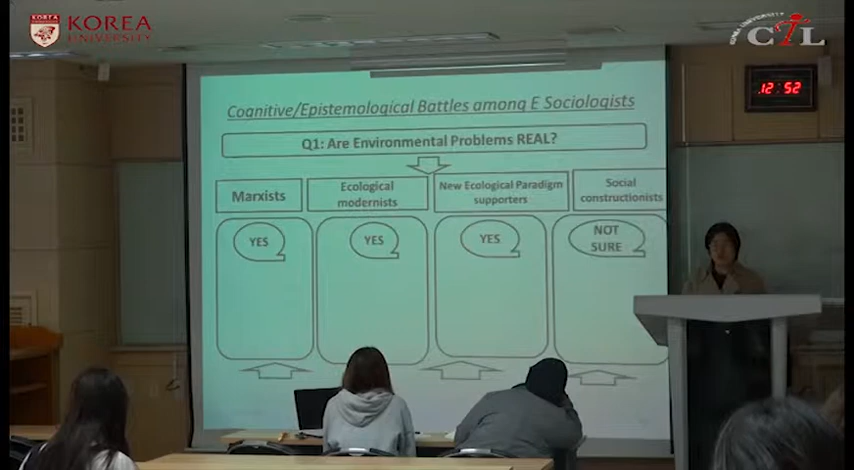 KOREA
UNIVERSITY
CTL
12:52
Cognitive/Epistemological Battles among E Sociologists
Q1: Are Environmental Problems REAL?
Marxists
Ecological
modernists
New Ecological Paradigm
supporters
Social
constructionists
YES
YES
YES
NOT
SURE